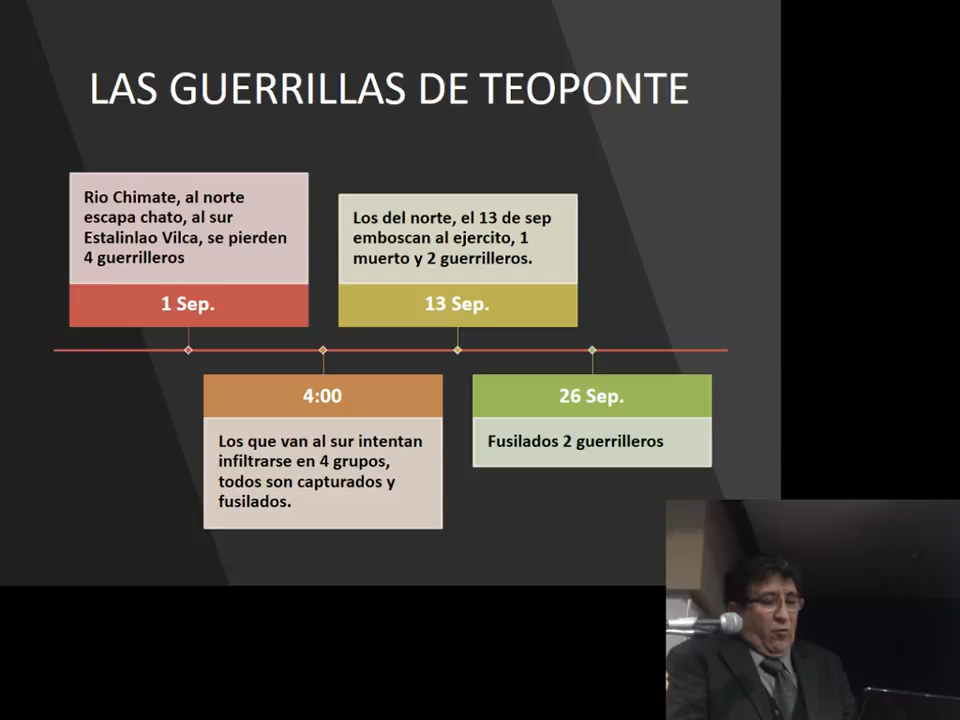 LAS GUERRILLAS DE TEOPONTE
Rio Chimate, al norte
escapa chato, al sur
Estalinlao Vilca, se pierden
4 guerrilleros
1 Sep.
4:00
Los que van al sur intentan
infiltrarse en 4 grupos,
todos son capturados y
fusilados.
Los del norte, el 13 de sep
emboscan al ejercito, 1
muerto y 2 guerrilleros.
13 Sep.
26 Sep.
Fusilados 2 guerrilleros